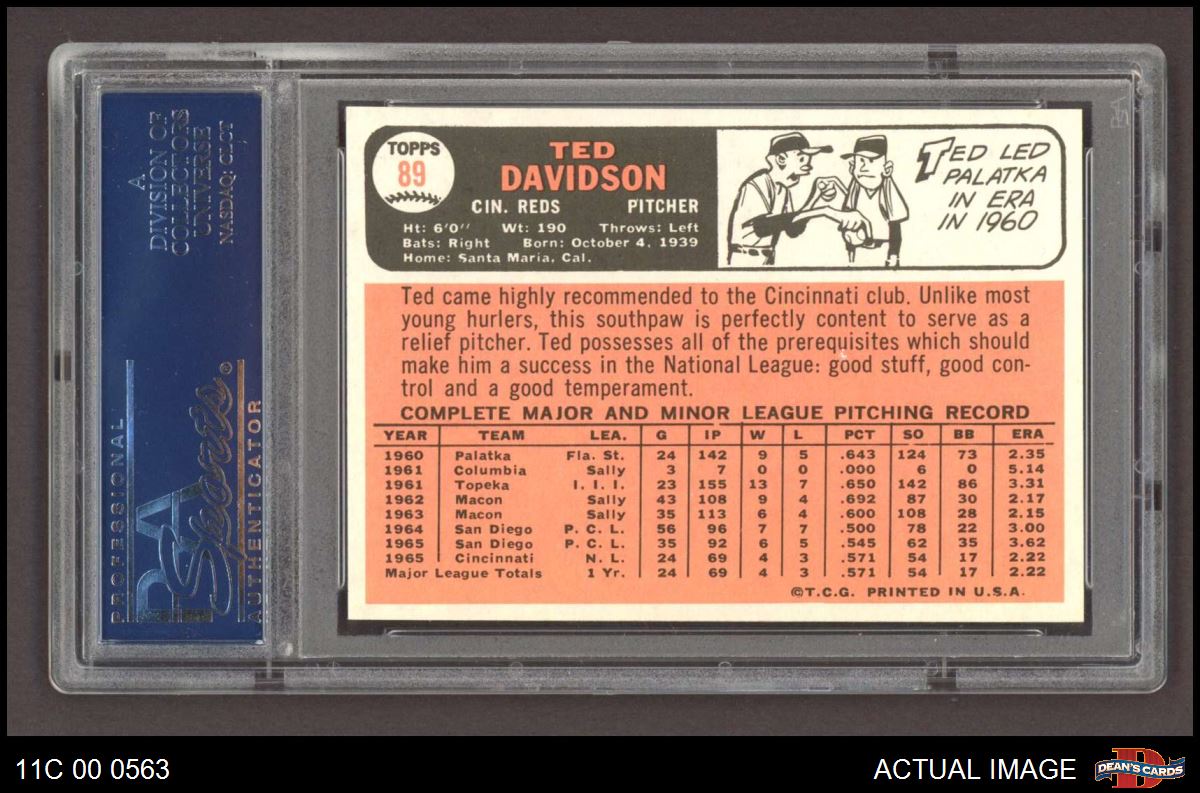 A
DIVISION OF
COLLECTORS
UNIVERSE
NASDAQ: CLCT
PROFESSIONAL
PSA
Sports®
AUTHENTICATOR
TOPPS
89
TED
DAVIDSON
CIN. REDS PITCHER
Ht: 6'0" Wt: 190 Throws: Left
Bats: Right Born: October 4, 1939
Home: Santa Maria, Cal.
TED LED
PALATKA
IN ERA
IN 1960
Ted came highly recommended to the Cincinnati club. Unlike most
young hurlers, this southpaw is perfectly content to serve as a
relief pitcher. Ted possesses all of the prerequisites which should
make him a success in the National League: good stuff, good con-
trol and a good temperament.
COMPLETE MAJOR AND MINOR LEAGUE PITCHING RECORD
YEAR TEAM LEA. G IP W L PCT SO BB ERA
1960 Palatka Fla. St. 24 142 9 5 .643 124 73 2.35
1961 Columbia Sally 3 7 0 0 .000 6 0 5.14
1961 Topeka I. I. I. 23 155 13 7 .650 142 86 3.31
1962 Macon Sally 43 108 9 4 .692 87 30 2.17
1963 Macon Sally 35 113 6 4 .600 108 28 2.15
1964 San Diego P. C. L. 56 96 7 7 .500 78 22 3.00
1965 San Diego P. C. L. 35 92 6 5 .545 62 35 3.62
1965 Cincinnati N. L. 24 69 4 3 .571 54 17 2.22
Major League Totals 1 Yr. 24 69 4 3 .571 54 17 2.22
©T.C.G. PRINTED IN U.S.A.
11C 00 0563
ACTUAL IMAGE
DEAN'S CARDS